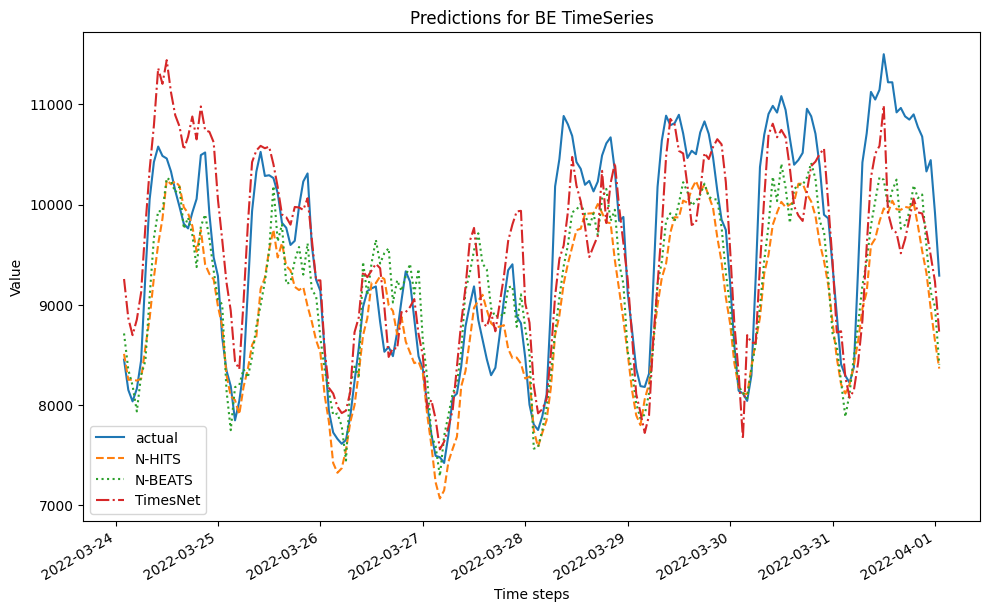 Predictions for BE TimeSeries
Value
11000
10000
9000
8000
7000
actual
N-HITS
N-BEATS
TimesNet
2022-03-24
2022-03-25
2022-03-26
2022-03-27
2022-03-28
2022-03-29
2022-03-30
2022-03-31
2022-04-01
Time steps